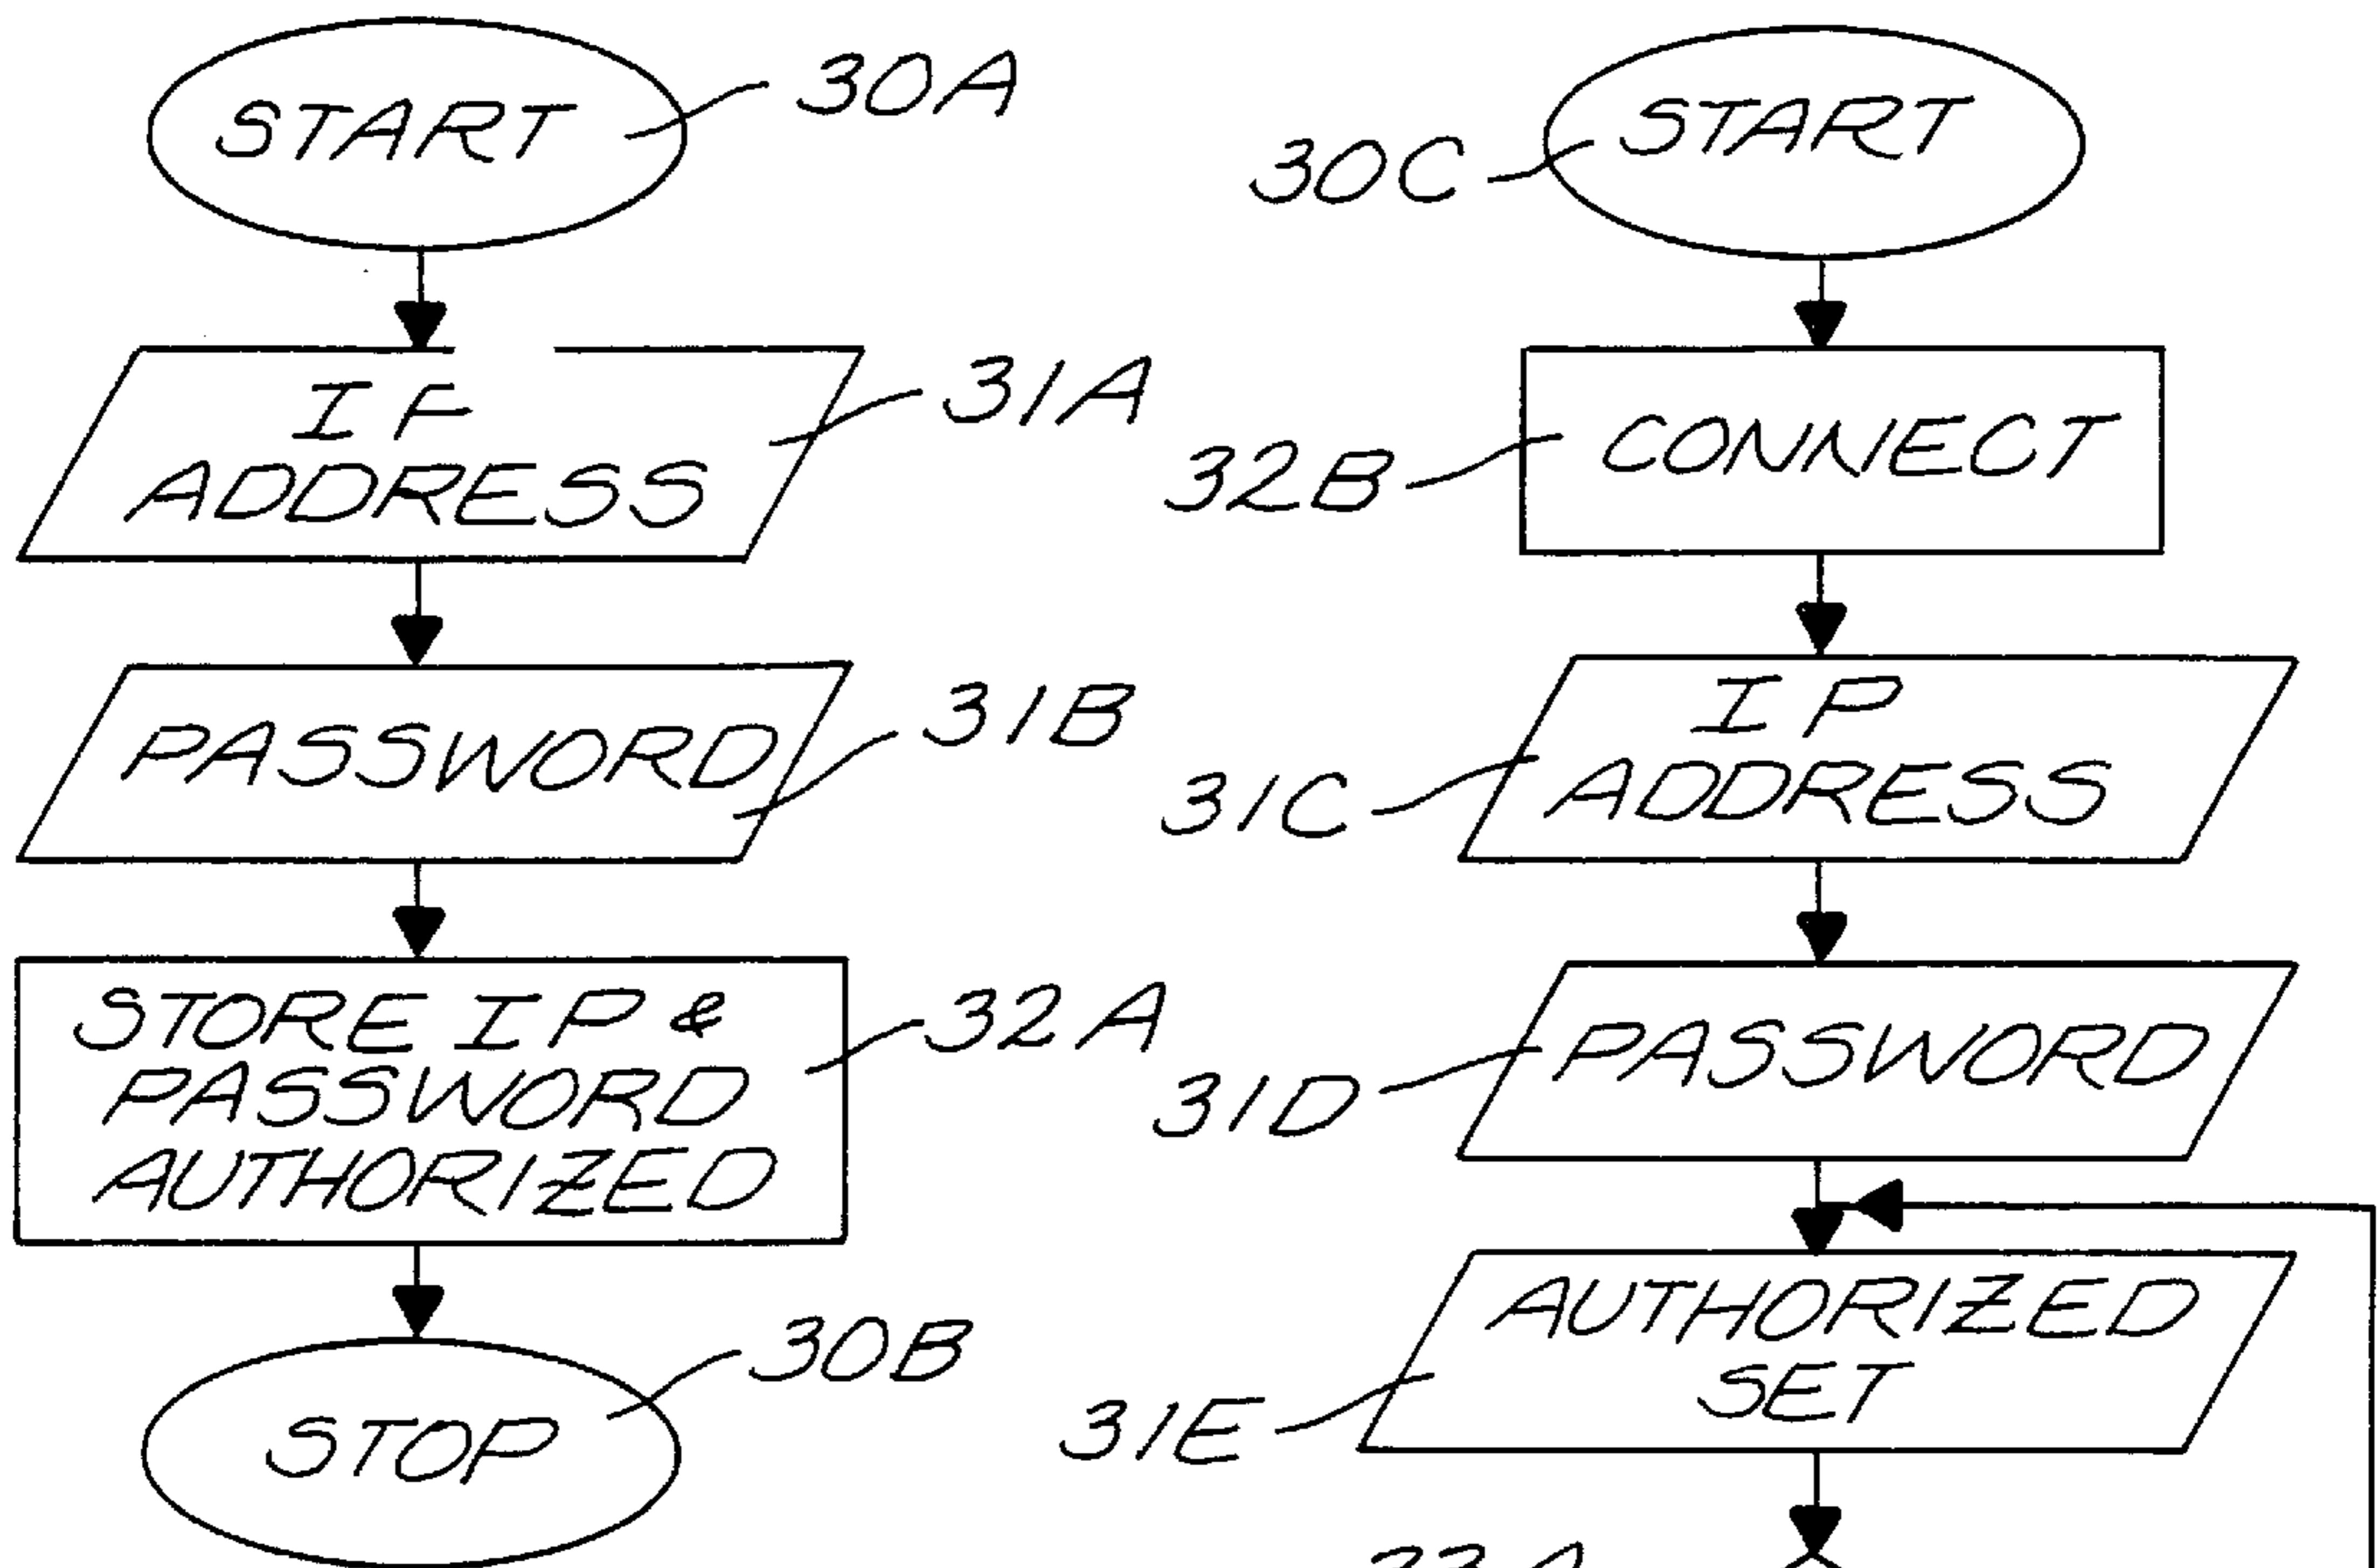 START
30A
IF
ADDRESS
31A
PASSWORD
31B
STORE IP &
PASSWORD
AUTHORIZED
32A
STOP
30B
START
30C
CONNECT
32B
IP
ADDRESS
31C
PASSWORD
31D
AUTHORIZED
SET
31E
33A